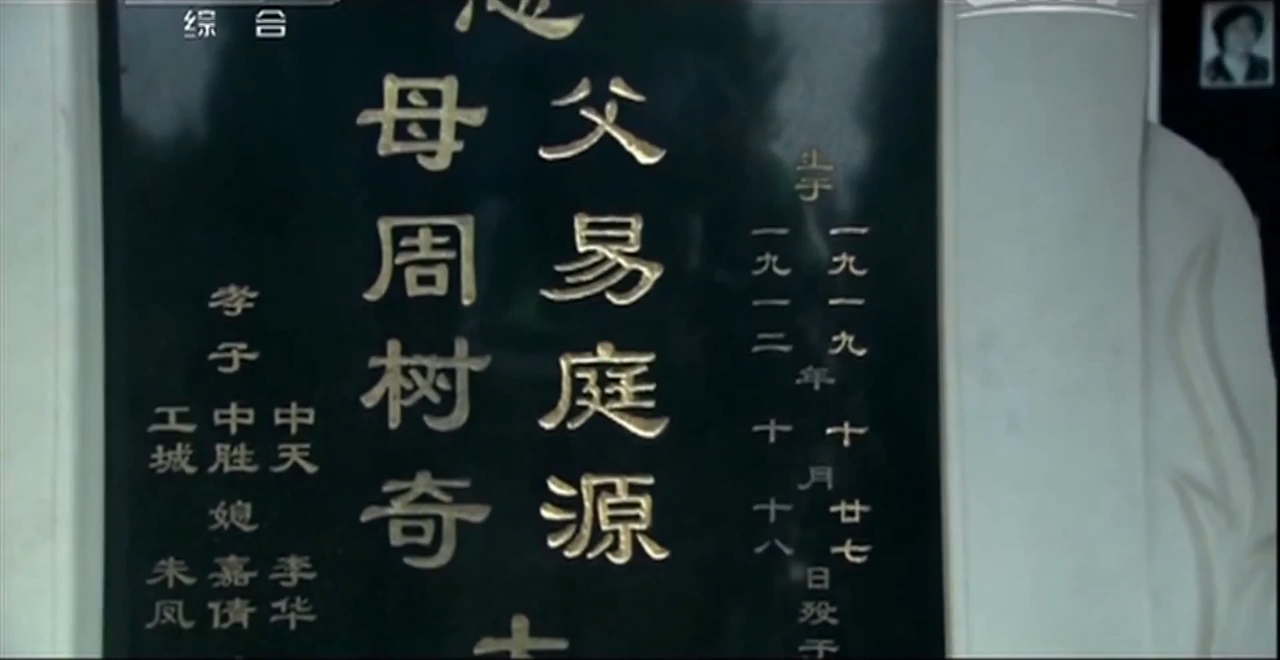 综合
生于
一九一九 十 廿七
年 月 日 殁于
一九一二 十 十八
父易庭源
母周树奇
孝子
中天
中胜
工城
媳
李华
嘉倩
朱凤